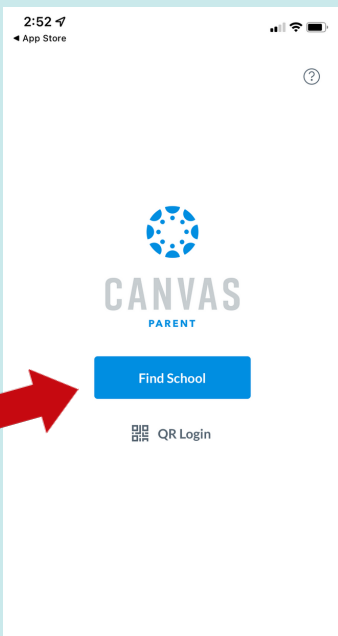 2:52
◀ App Store
?
CANVAS
PARENT
Find School
QR Login